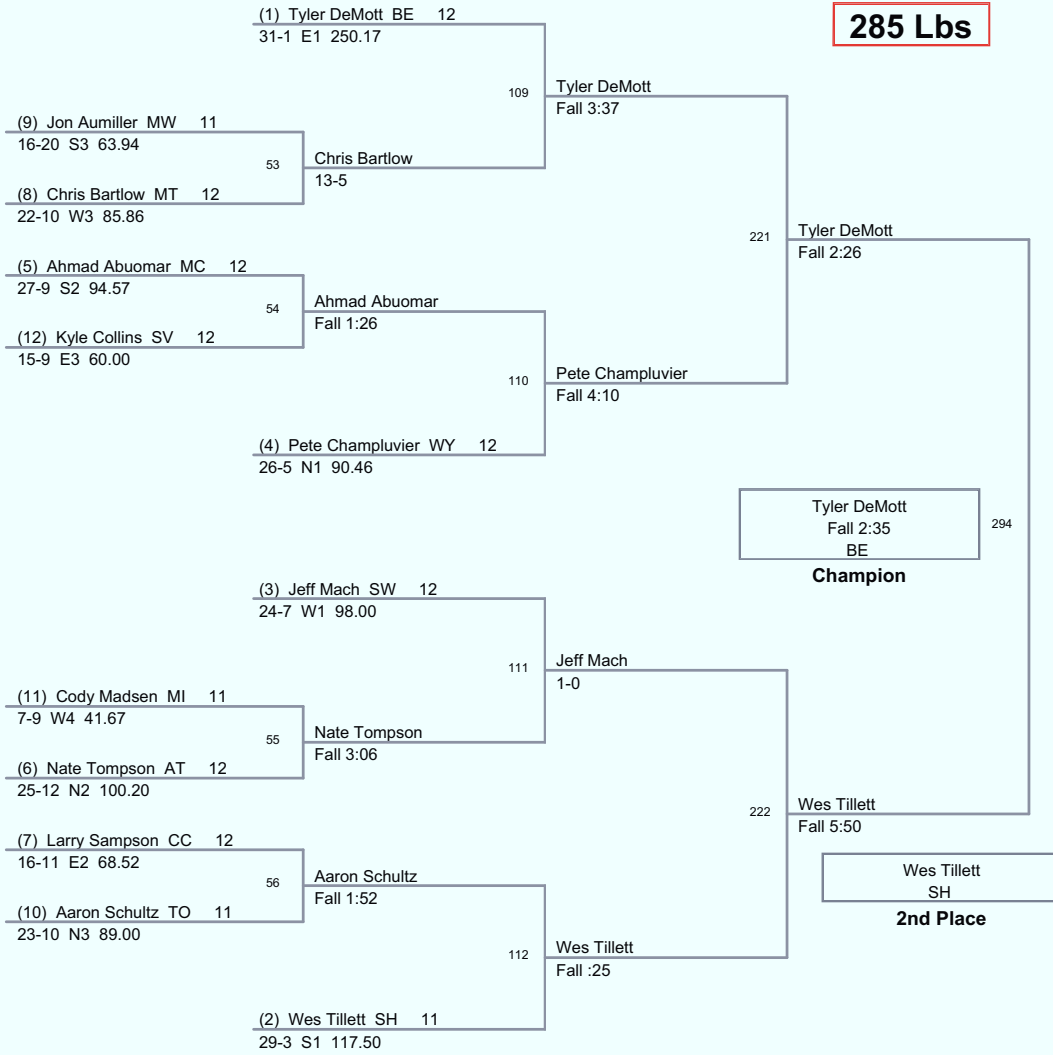 285 Lbs
(1) Tyler DeMott BE 12
31-1 E1 250.17
109
Tyler DeMott
Fall 3:37
(9) Jon Aumiller MW 11
16-20 S3 63.94
53
Chris Bartlow
13-5
(8) Chris Bartlow MT 12
22-10 W3 85.86
221
Tyler DeMott
Fall 2:26
(5) Ahmad Abuomar MC 12
27-9 S2 94.57
54
Ahmad Abuomar
Fall 1:26
(12) Kyle Collins SV 12
15-9 E3 60.00
110
Pete Champluvier
Fall 4:10
(4) Pete Champluvier WY 12
26-5 N1 90.46
Tyler DeMott
Fall 2:35
BE
294
Champion
(3) Jeff Mach SW 12
24-7 W1 98.00
111
Jeff Mach
1-0
(11) Cody Madsen MI 11
7-9 W4 41.67
55
Nate Tompson
Fall 3:06
(6) Nate Tompson AT 12
25-12 N2 100.20
222
Wes Tillett
Fall 5:50
(7) Larry Sampson CC 12
16-11 E2 68.52
56
Aaron Schultz
Fall 1:52
(10) Aaron Schultz TO 11
23-10 N3 89.00
Wes Tillett
SH
2nd Place
112
Wes Tillett
Fall :25
(2) Wes Tillett SH 11
29-3 S1 117.50